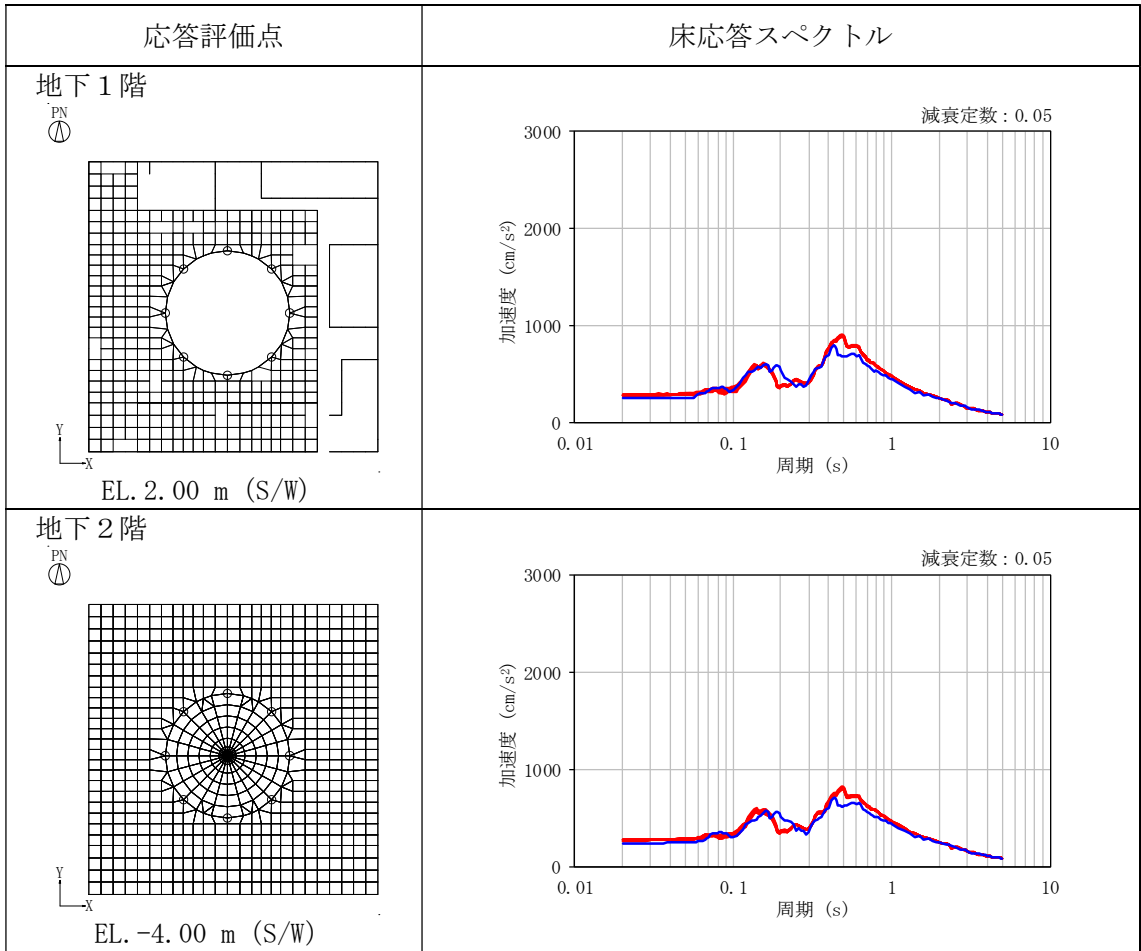 応答評価点
床応答スペクトル
地下1階
PN
Y
X
EL.2.00 m (S/W)
減衰定数:0.05
加速度 (cm/s²)
3000
2000
1000
0
0.01
0.1
1
10
周期 (s)
地下2階
PN
Y
X
EL.-4.00 m (S/W)
減衰定数:0.05
加速度 (cm/s²)
3000
2000
1000
0
0.01
0.1
1
10
周期 (s)